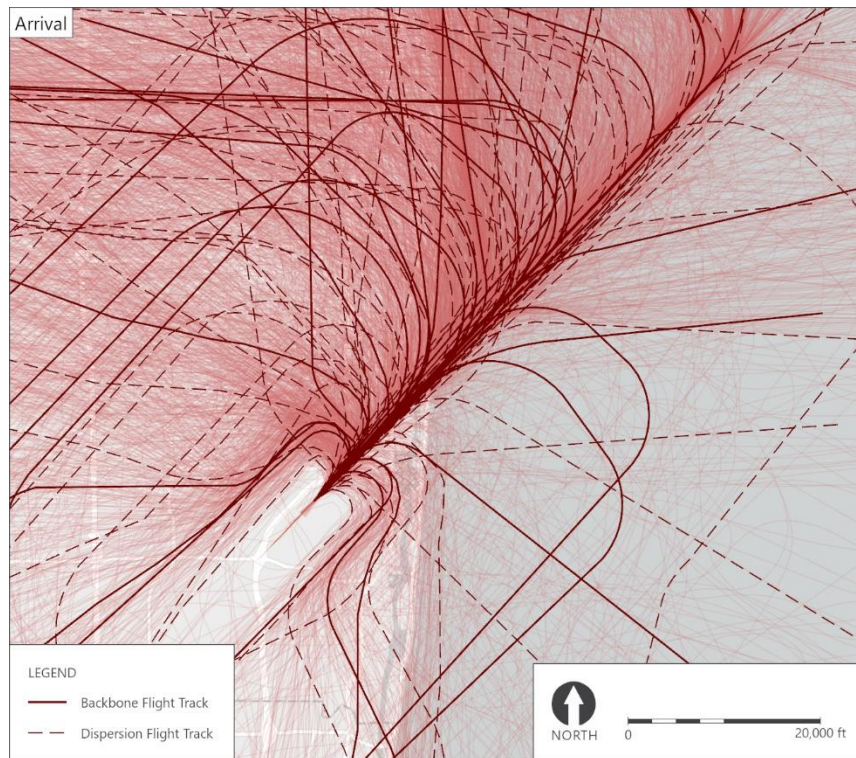 Arrival
LEGEND
Backbone Flight Track
Dispersion Flight Track
NORTH
0
20,000 ft